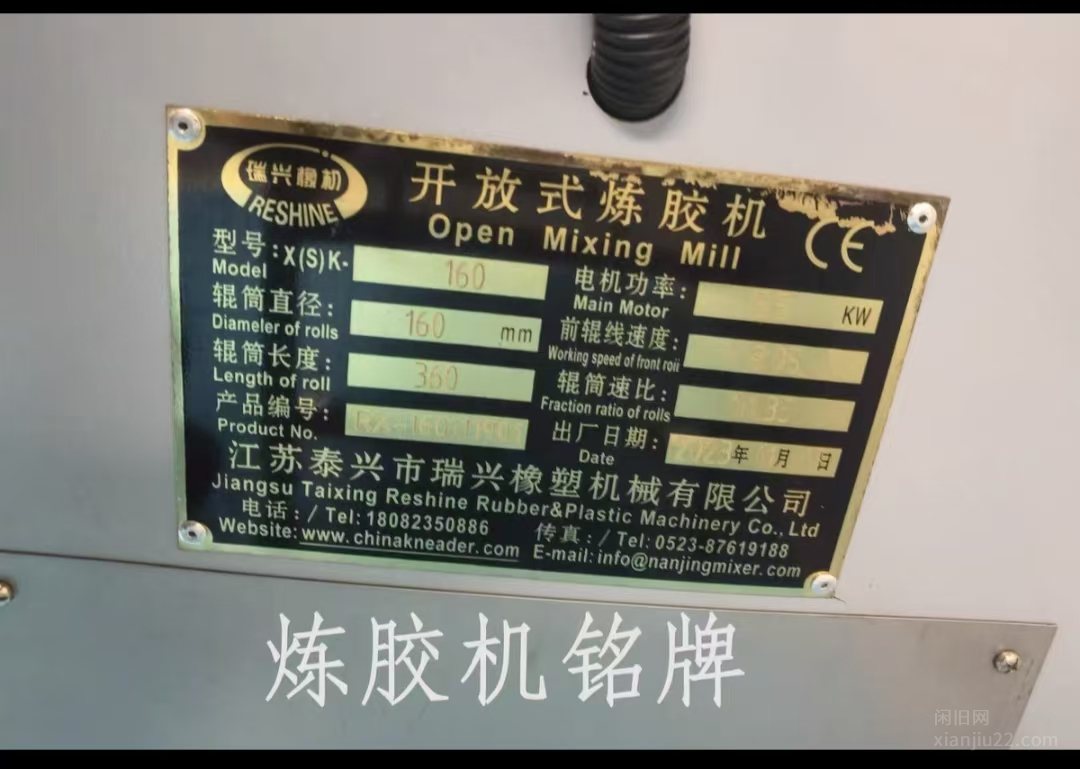 瑞兴橡机
RESHINE
开放式炼胶机
Open Mixing Mill
CE
型号:X(S)K- 160
Model
辊筒直径: 160 mm
Diameler of rolls
辊筒长度: 360
Length of roll
产品编号:
Product No.
电机功率: KW
Main Motor
前辊线速度:
Working speed of front roii
辊筒速比:
Fraction ratio of rolls
出厂日期: 2023年 月 日
Date
江苏泰兴市瑞兴橡塑机械有限公司
Jiangsu Taixing Reshine Rubber&Plastic Machinery Co., Ltd
电话:/ Tel: 18082350886 传真:/ Tel: 0523-87619188
Website: www.chinakneader.com E-mail: info@nanjingmixer.com
炼胶机铭牌
闲旧网
xianjiu22.com